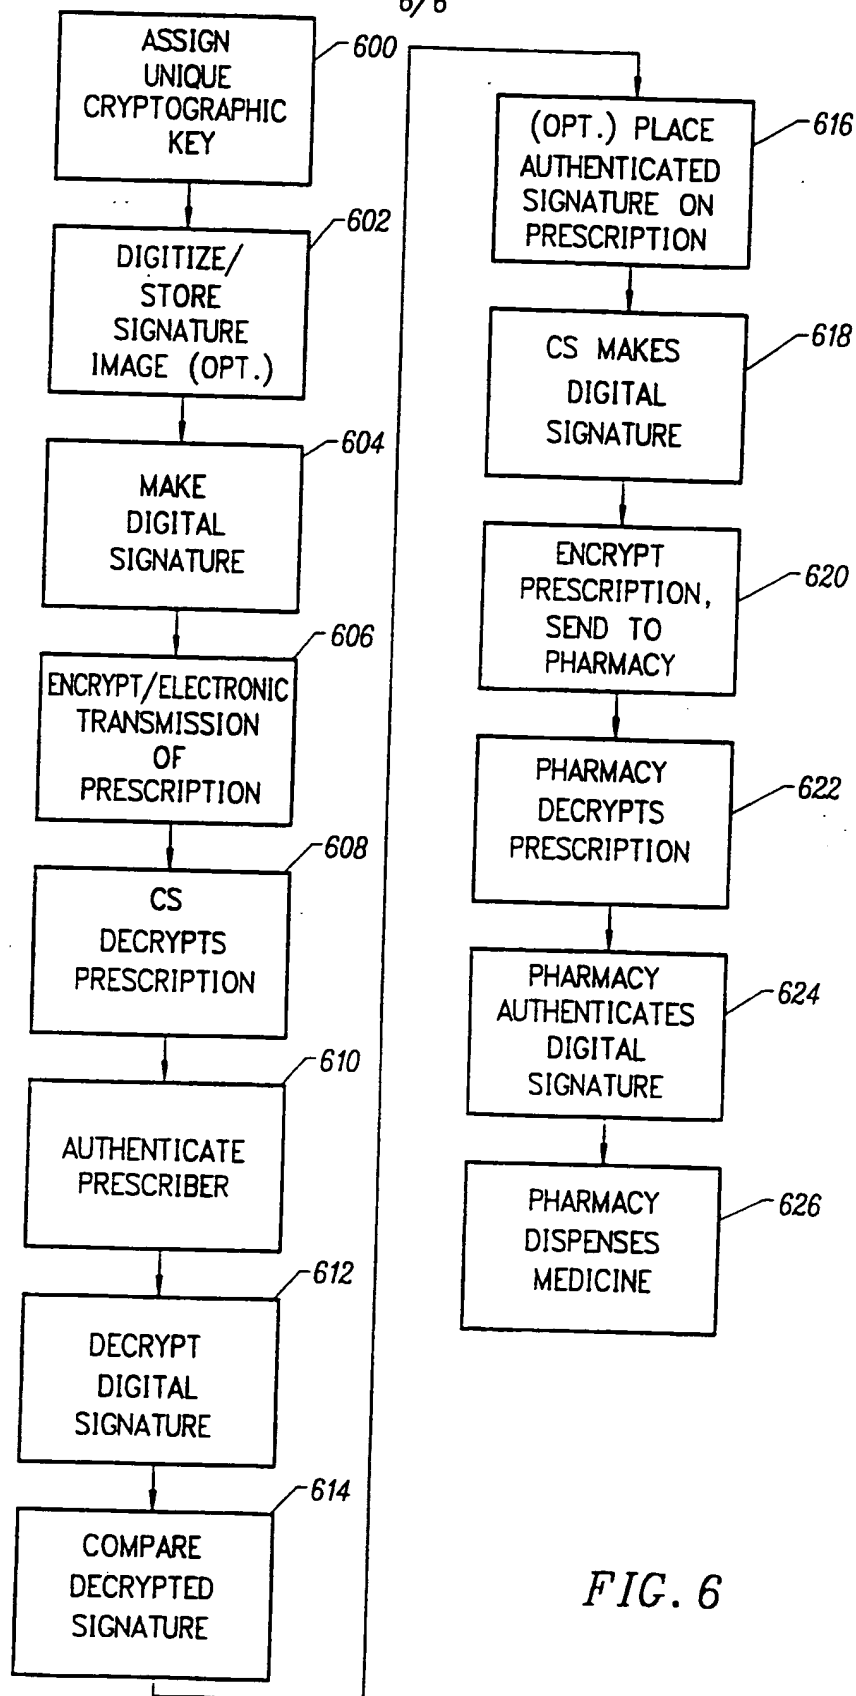 6/6
ASSIGN
UNIQUE
CRYPTOGRAPHIC
KEY
600
DIGITIZE/
STORE
SIGNATURE
IMAGE (OPT.)
602
MAKE
DIGITAL
SIGNATURE
604
ENCRYPT/ELECTRONIC
TRANSMISSION
OF
PRESCRIPTION
606
CS
DECRYPTS
PRESCRIPTION
608
AUTHENTICATE
PRESCRIBER
610
DECRYPT
DIGITAL
SIGNATURE
612
COMPARE
DECRYPTED
SIGNATURE
614
(OPT.) PLACE
AUTHENTICATED
SIGNATURE ON
PRESCRIPTION
616
CS MAKES
DIGITAL
SIGNATURE
618
ENCRYPT
PRESCRIPTION,
SEND TO
PHARMACY
620
PHARMACY
DECRYPTS
PRESCRIPTION
622
PHARMACY
AUTHENTICATES
DIGITAL
SIGNATURE
624
PHARMACY
DISPENSES
MEDICINE
626
FIG. 6